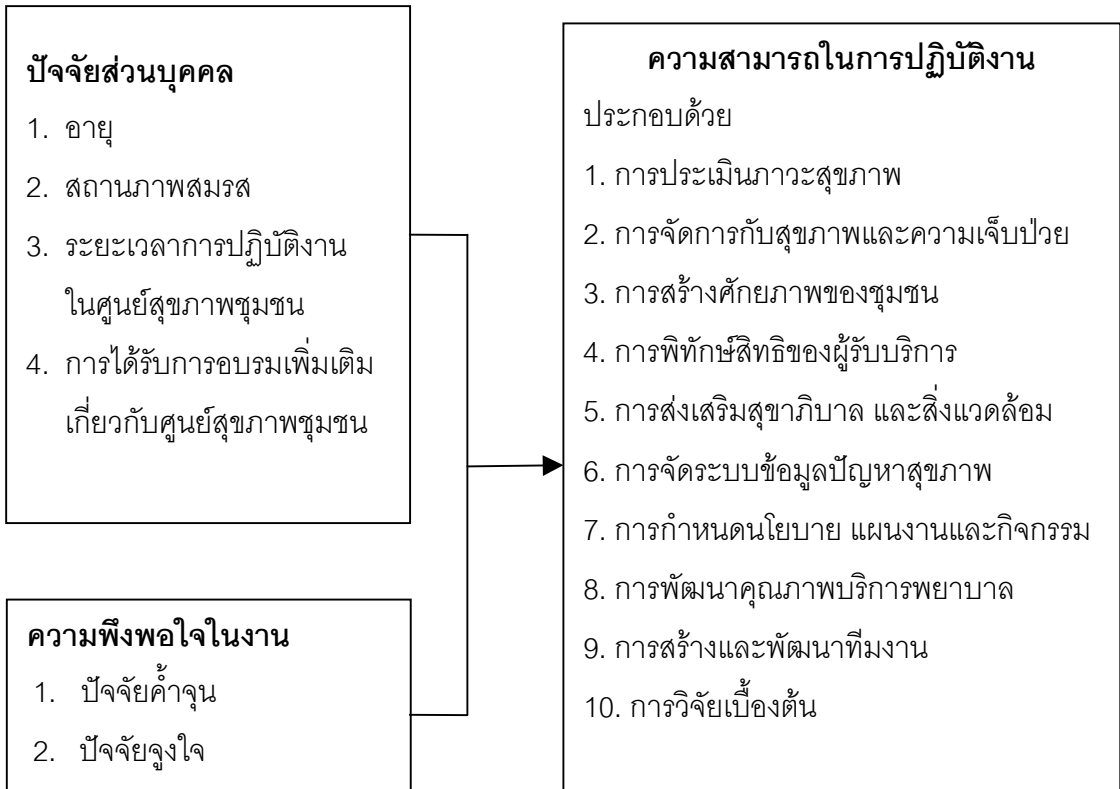 ปัจจัยส่วนบุคคล
1. อายุ
2. สถานภาพสมรส
3. ระยะเวลาการปฏิบัติงาน
ในศูนย์สุขภาพชุมชน
4. การได้รับการอบรมเพิ่มเติม
เกี่ยวกับศูนย์สุขภาพชุมชน
ความพึงพอใจในงาน
1. ปัจจัยค้ำจุน
2. ปัจจัยจูงใจ
ความสามารถในการปฏิบัติงาน
ประกอบด้วย
1. การประเมินภาวะสุขภาพ
2. การจัดการกับสุขภาพและความเจ็บป่วย
3. การสร้างศักยภาพของชุมชน
4. การพิทักษ์สิทธิของผู้รับบริการ
5. การส่งเสริมสุขาภิบาล และสิ่งแวดล้อม
6. การจัดระบบข้อมูลปัญหาสุขภาพ
7. การกำหนดนโยบาย แผนงานและกิจกรรม
8. การพัฒนาคุณภาพบริการพยาบาล
9. การสร้างและพัฒนาทีมงาน
10. การวิจัยเบื้องต้น